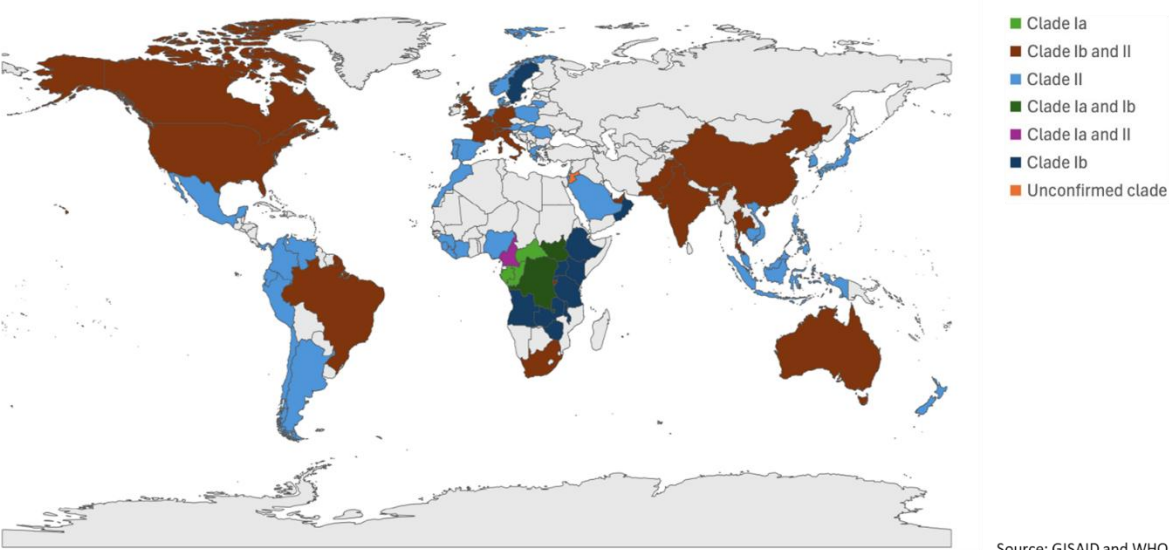 Clade Ia
Clade Ib and II
Clade II
Clade Ia and Ib
Clade Ia and II
Clade Ib
Unconfirmed clade
Source: GISAID and WHO